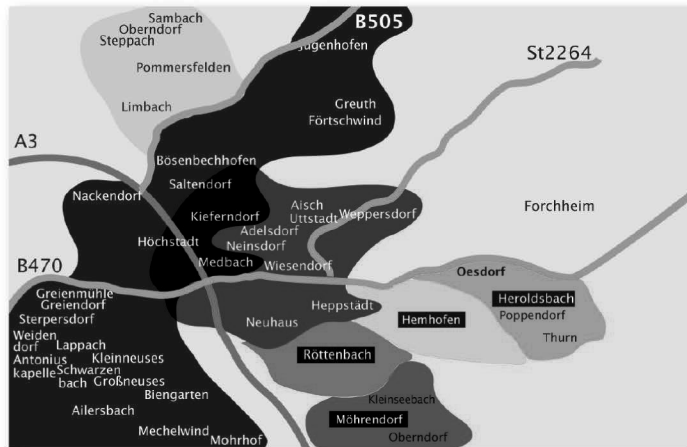 Sambach
Oberndorf
Steppach
B505
Jugenhofen
St2264
Pommersfelden
Limbach
Greuth
Förtschwind
A3
Bösenbechhofen
Saltendorf
Nackendorf
Aisch
Uttstadt
Weppersdorf
Forchheim
Kieferndorf
Adelsdorf
Neinsdorf
Höchstadt
Medbach
Wiesendorf
B470
Oesdorf
Greienmühle
Greiendorf
Sterpersdorf
Heppstädt
Heroldsbach
Poppendorf
Hemhofen
Neuhaus
Thurn
Weiden
dorf
Lappach
Antonius
kapelle
Kleinneuses
Schwarzen
bach
Großneuses
Röttenbach
Biengarten
Ailersbach
Kleinseebach
Möhrendorf
Mechelwind
Mohrhof
Oberndorf